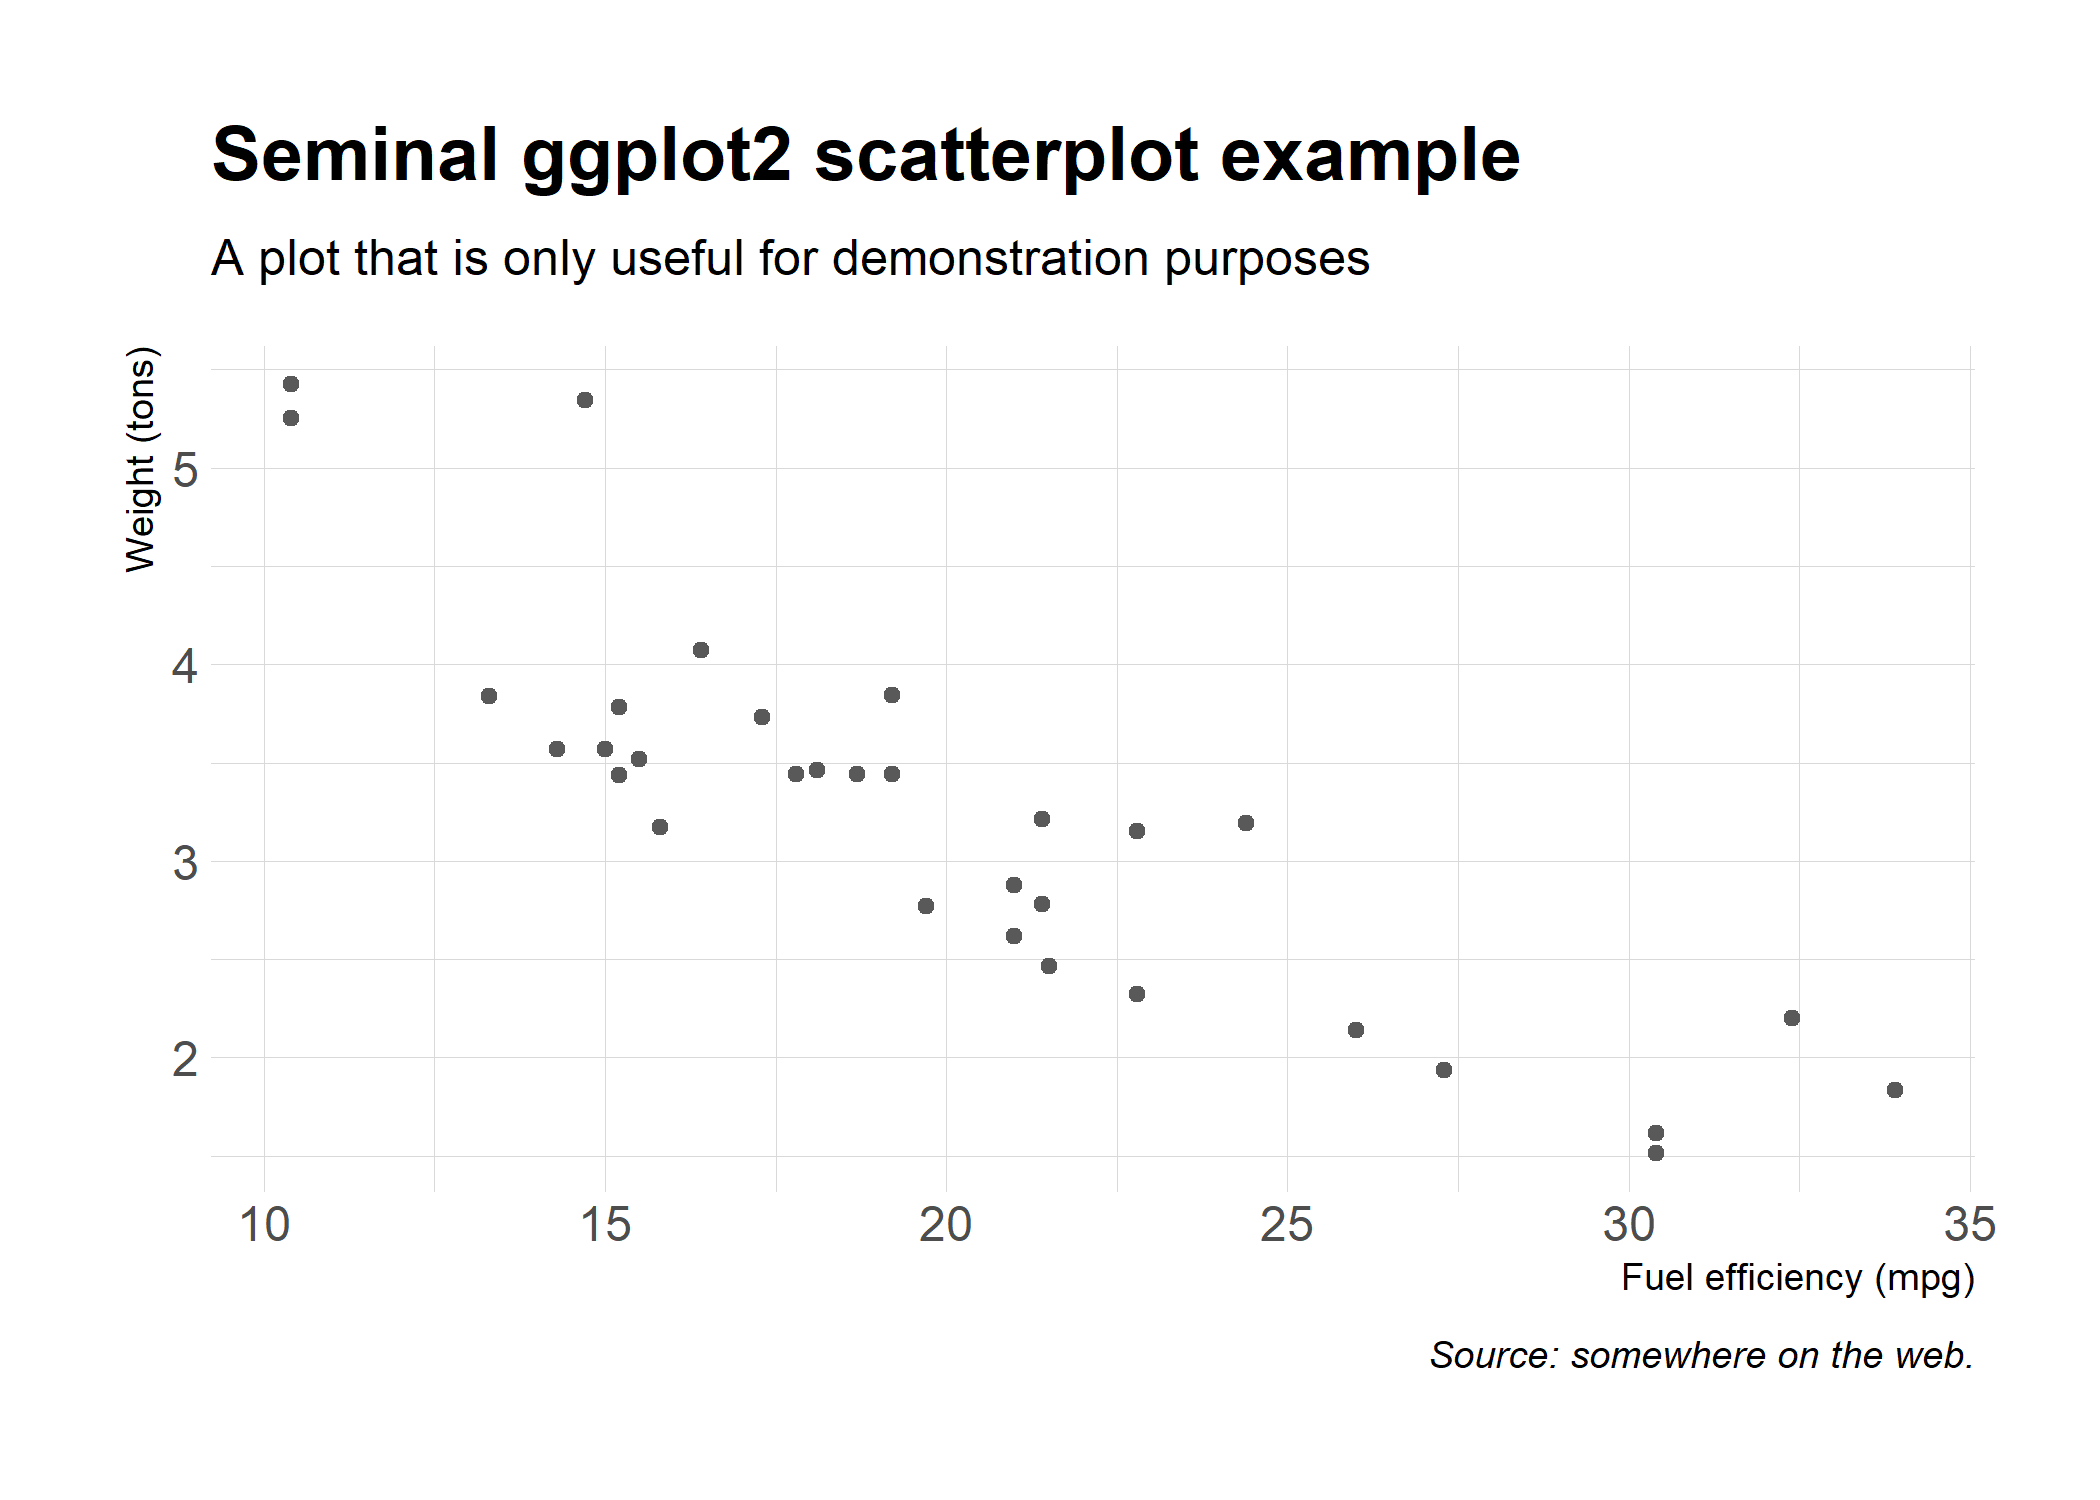 Seminal ggplot2 scatterplot example
A plot that is only useful for demonstration purposes
Weight (tons)
5
4
3
2
10 15 20 25 30 35
Fuel efficiency (mpg)
Source: somewhere on the web.